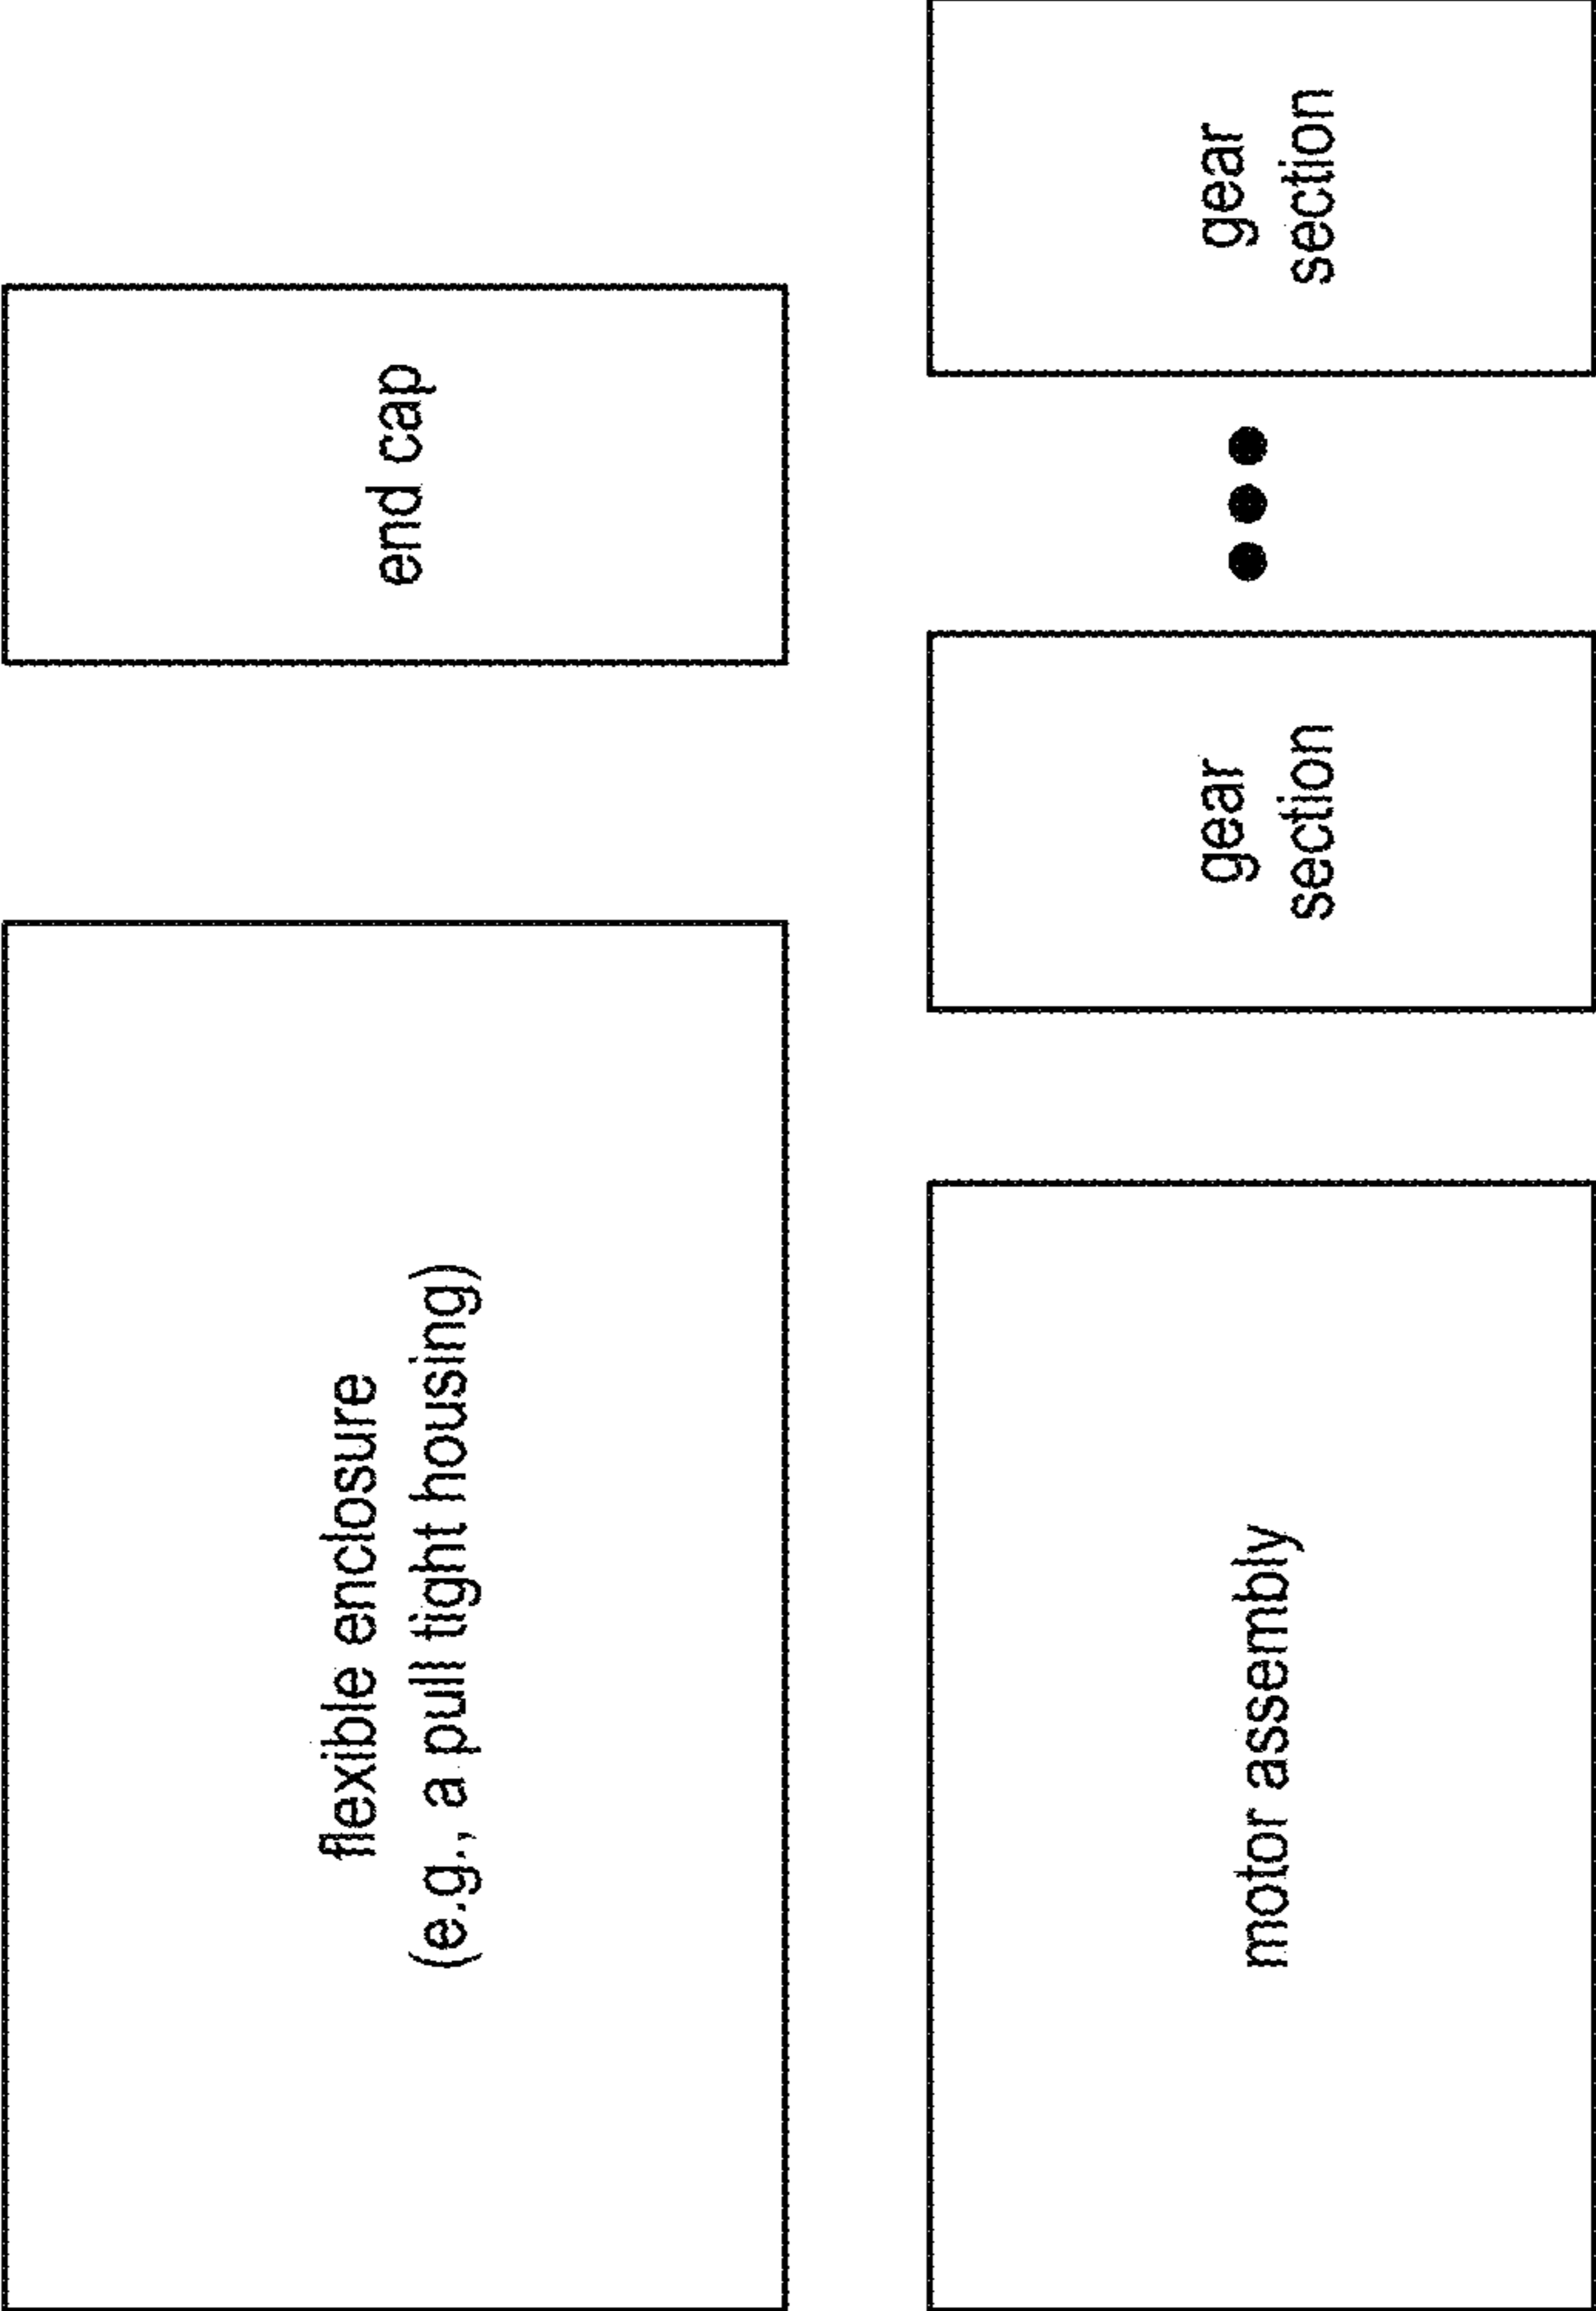 flexible enclosure
(e.g., a pull tight housing)
end cap
motor assembly
gear
section
gear
section